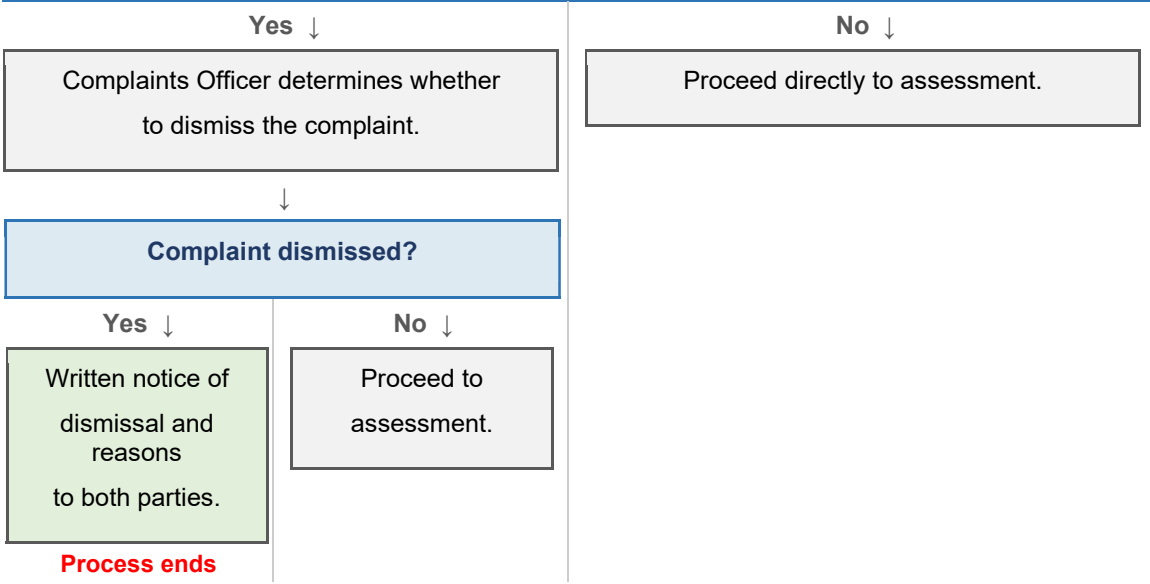 Yes ↓
No ↓
Complaints Officer determines whether
to dismiss the complaint.
Proceed directly to assessment.
↓
Complaint dismissed?
Yes ↓
No ↓
Written notice of
dismissal and
reasons
to both parties.
Process ends
Proceed to
assessment.